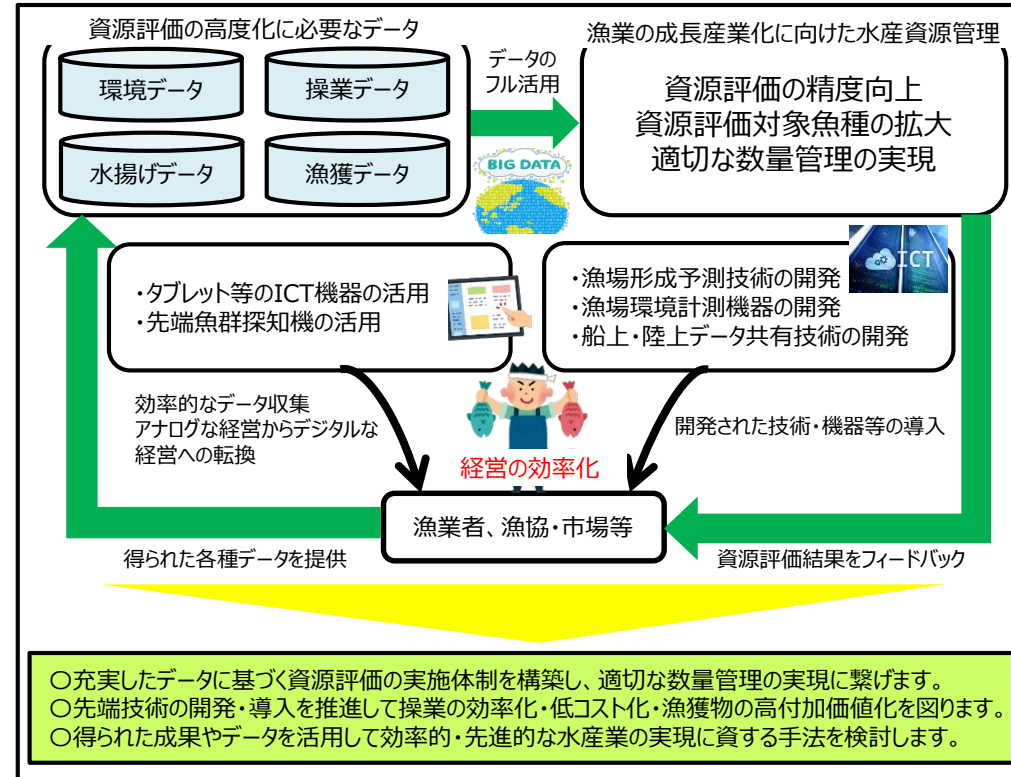 資源評価の高度化に必要なデータ
環境データ
操業データ
水揚げデータ
漁獲データ
データの
フル活用
BIG DATA
漁業の成長産業化に向けた水産資源管理
資源評価の精度向上
資源評価対象魚種の拡大
適切な数量管理の実現
・タブレット等のICT機器の活用
・先端魚群探知機の活用
ICT
・漁場形成予測技術の開発
・漁場環境計測機器の開発
・船上・陸上データ共有技術の開発
効率的なデータ収集
アナログな経営からデジタルな
経営への転換
経営の効率化
開発された技術・機器等の導入
漁業者、漁協・市場等
得られた各種データを提供
資源評価結果をフィードバック
○充実したデータに基づく資源評価の実施体制を構築し、適切な数量管理の実現に繋げます。
○先端技術の開発・導入を推進して操業の効率化・低コスト化・漁獲物の高付加価値化を図ります。
○得られた成果やデータを活用して効率的・先進的な水産業の実現に資する手法を検討します。